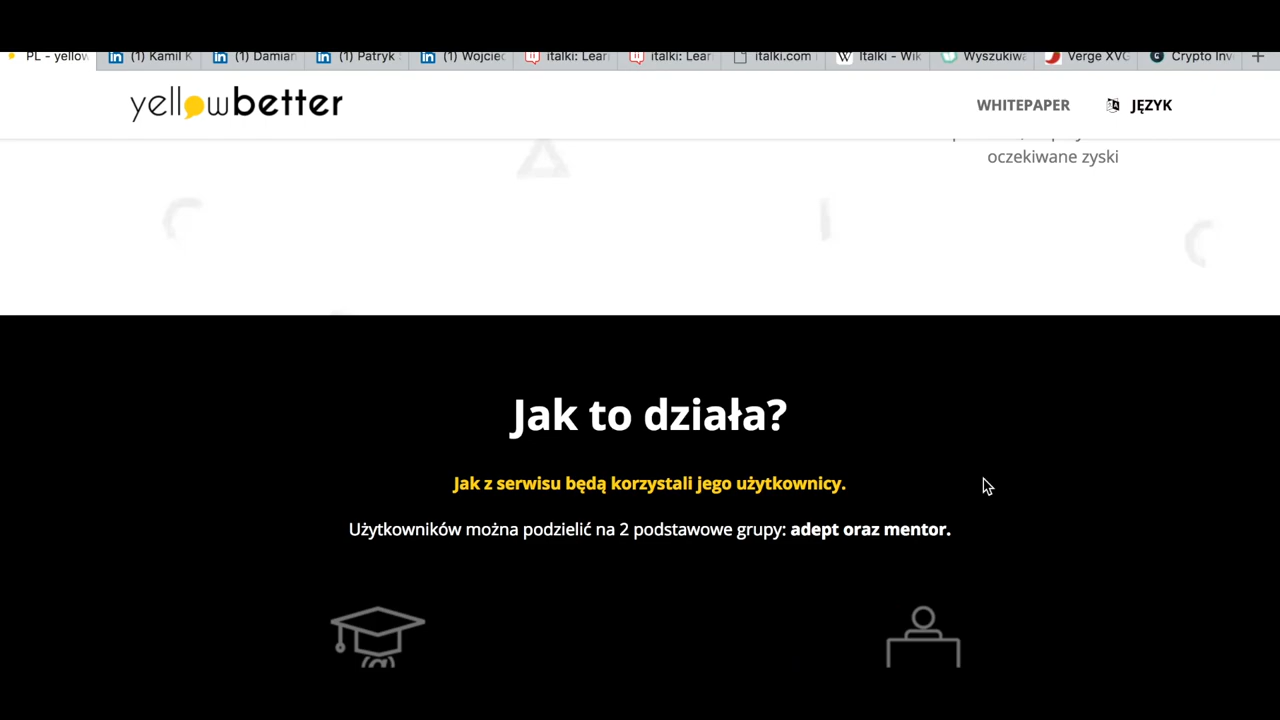 PL - yellow
(1) Kamil K
(1) Damian
(1) Patryk
(1) Wojciec
italki: Lear
italki: Lear
italki.com
Italki - Wik
Wyszukiwa
Verge XVG
Crypto Inve
yellowbetter
WHITEPAPER
JĘZYK
oczekiwane zyski
Jak to działa?
Jak z serwisu będą korzystali jego użytkownicy.
Użytkowników można podzielić na 2 podstawowe grupy: adept oraz mentor.